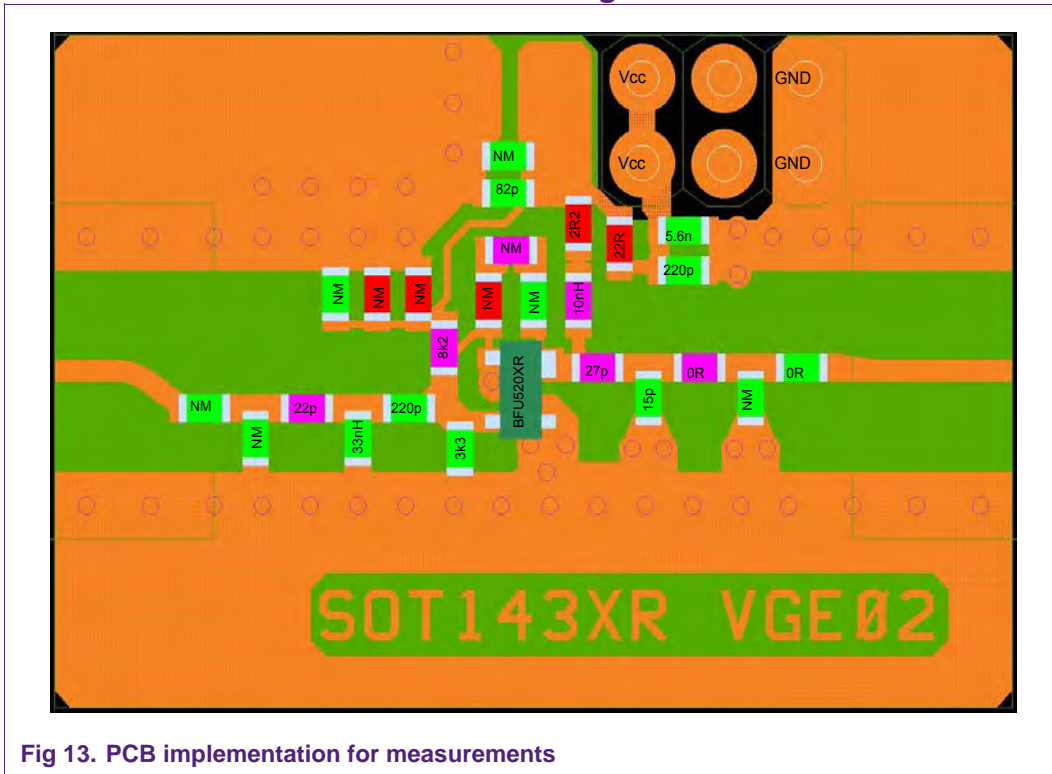 Vcc
GND
Vcc
GND
NM
82p
2R2
22R
5.6n
NM
220p
NM
NM
NM
NM
NM
10nH
8k2
BFU520XR
27p
0R
0R
15p
NM
NM
22p
220p
NM
33nH
3k3
SOT143XR VGE02
Fig 13. PCB implementation for measurements